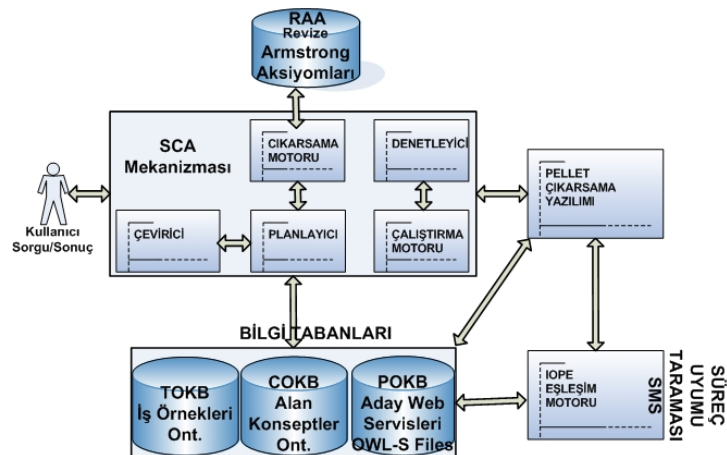 RAA
Revize
Armstrong
Aksiyomları
SCA
Mekanizması
CIKARSAMA
MOTORU
DENETLEYİCİ
PELLET
ÇIKARSAMA
YAZILIMI
Kullanıcı
Sorgu/Sonuç
ÇEVİRİCİ
PLANLAYICI
ÇALIŞTIRMA
MOTORU
BİLGİ TABANLARI
TOKB
İş Örnekleri
Ont.
COKB
Alan
Konseptler
Ont.
POKB
Aday Web
Servisleri
OWL-S Files
IOPE
EŞLEŞİM
MOTORU
SÜREÇ
UYUMU
TARAMASI
SMS